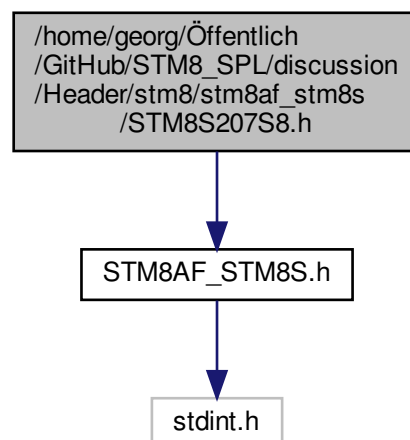 /home/georg/Öffentlich
/GitHub/STM8_SPL/discussion
/Header/stm8/stm8af_stm8s
/STM8S207S8.h
STM8AF_STM8S.h
stdint.h